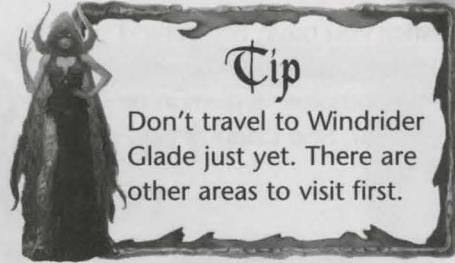 Tip
Don't travel to Windrider
Glade just yet. There are
other areas to visit first.